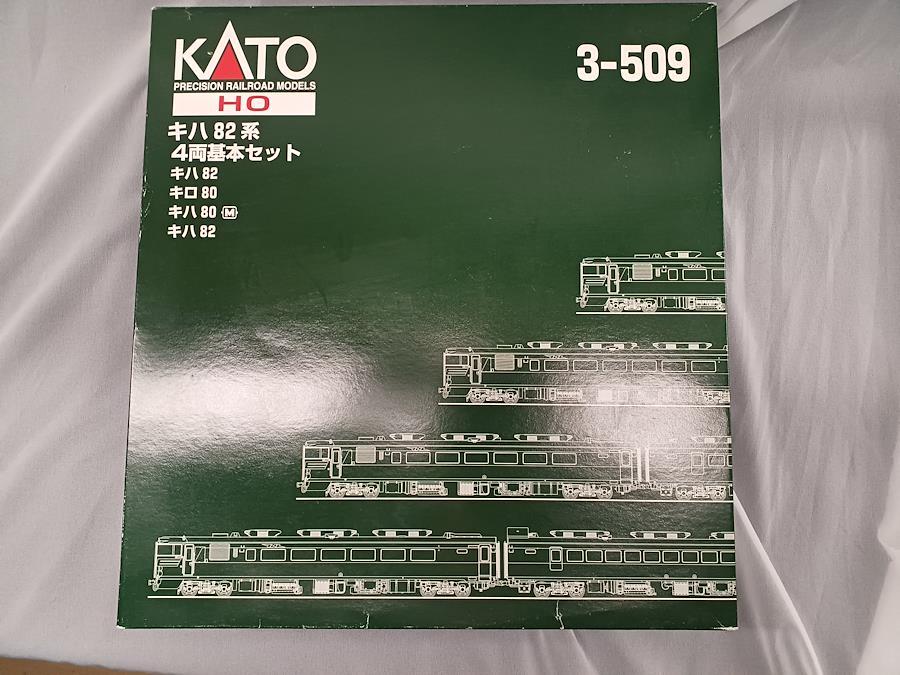 KATO
PRECISION RAILROAD MODELS
HO
3-509
キハ 82 系
4両基本セット
キハ 82
キロ 80
キハ 80 M
キハ 82